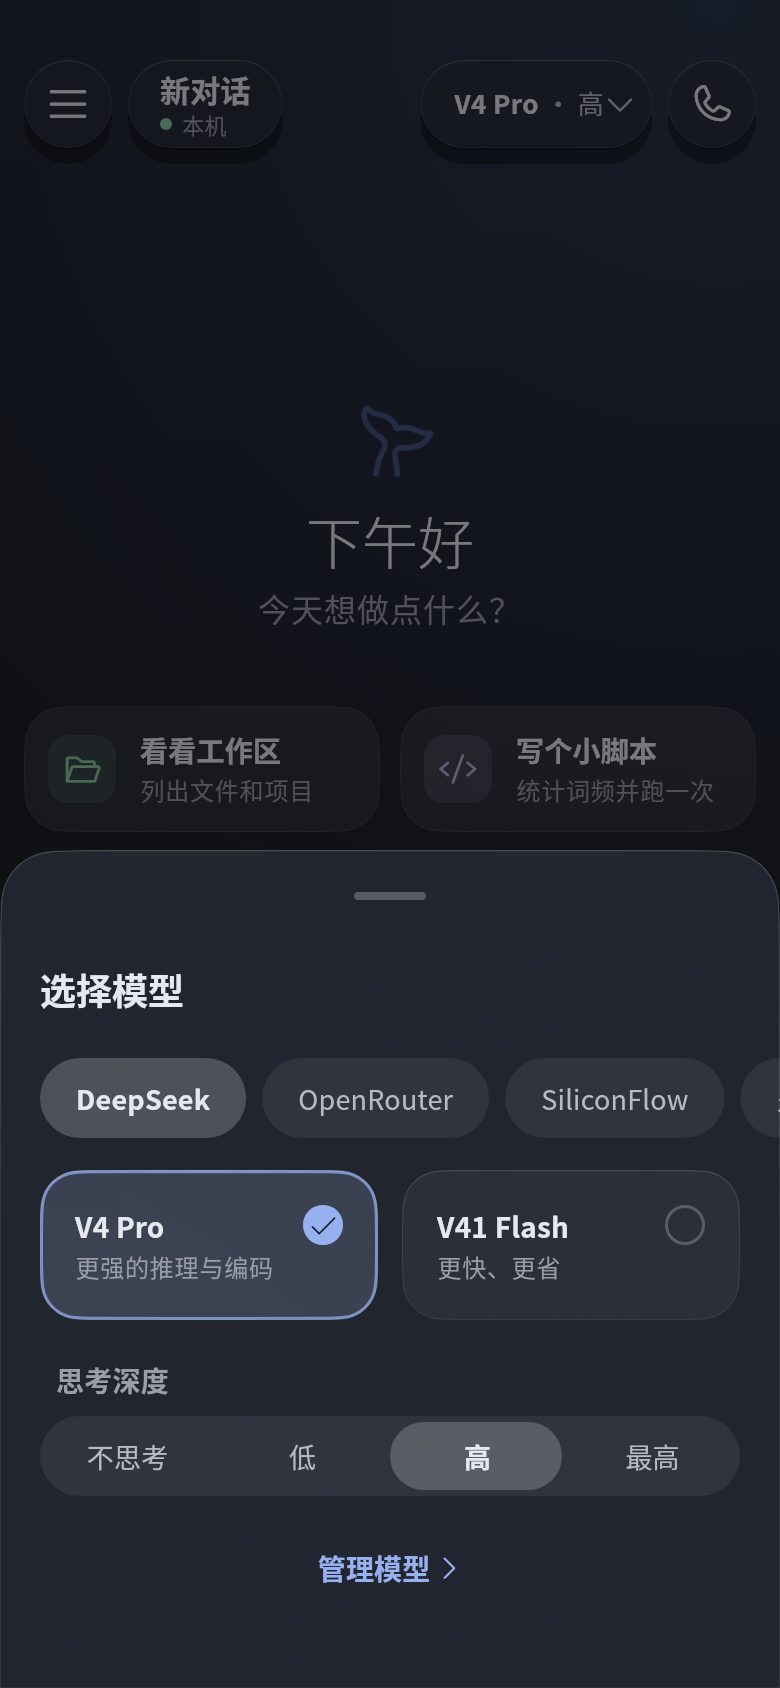 新对话
本机
V4 Pro · 高
下午好
今天想做点什么?
看看工作区
列出文件和项目
写个小脚本
统计词频并跑一次
选择模型
DeepSeek
OpenRouter
SiliconFlow
V4 Pro
更强的推理与编码
V41 Flash
更快、更省
思考深度
不思考
低
高
最高
管理模型